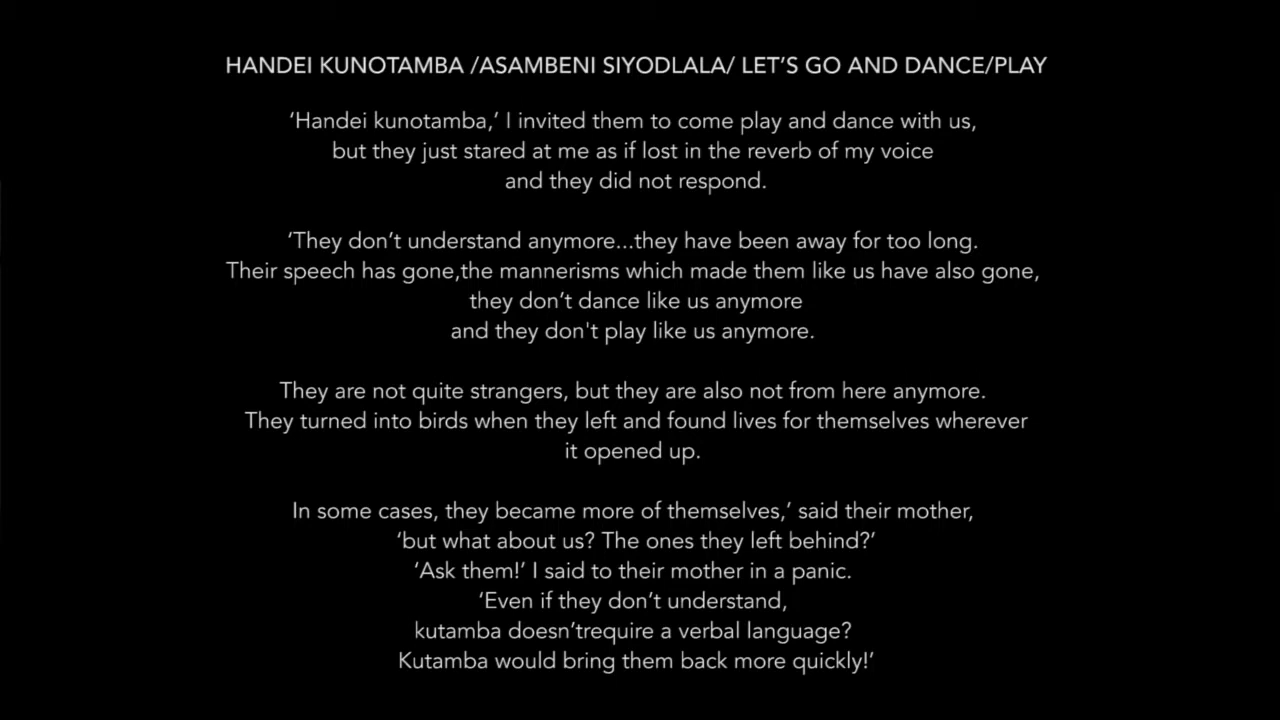 HANDEI KUNOTAMBA /ASAMBENI SIYODLALA/ LET’S GO AND DANCE/PLAY
‘Handei kunotamba,’ I invited them to come play and dance with us,
but they just stared at me as if lost in the reverb of my voice
and they did not respond.
‘They don’t understand anymore...they have been away for too long.
Their speech has gone,the mannerisms which made them like us have also gone,
they don’t dance like us anymore
and they don't play like us anymore.
They are not quite strangers, but they are also not from here anymore.
They turned into birds when they left and found lives for themselves wherever
it opened up.
In some cases, they became more of themselves,’ said their mother,
‘but what about us? The ones they left behind?’
‘Ask them!’ I said to their mother in a panic.
‘Even if they don’t understand,
kutamba doesn’trequire a verbal language?
Kutamba would bring them back more quickly!’